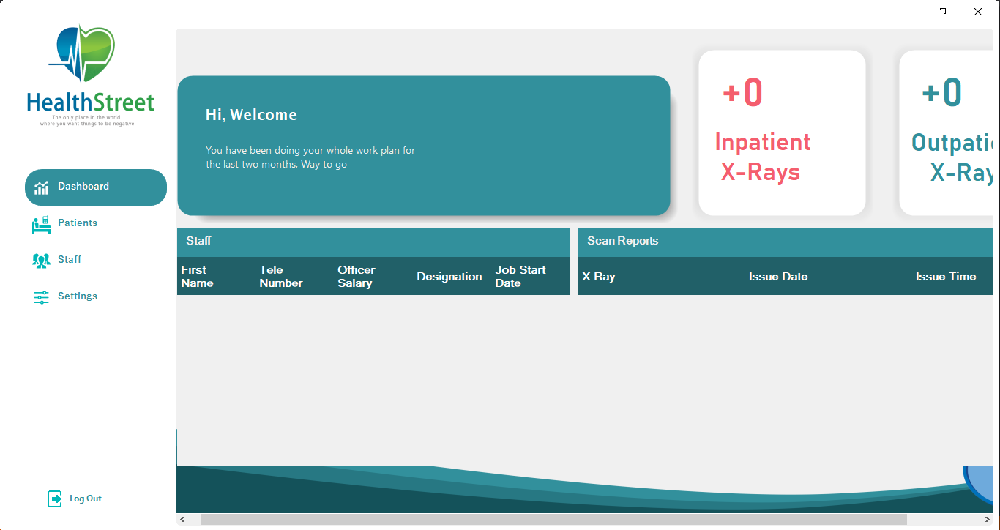 HealthStreet
The only place in the world
where you want things to be negative
Dashboard
Patients
Staff
Settings
Log Out
Hi, Welcome
You have been doing your whole work plan for
the last two months, Way to go
+0
Inpatient
X-Rays
+0
Outpatie
X-Ray
Staff
First
Name
Tele
Number
Officer
Salary
Designation
Job Start
Date
Scan Reports
X Ray
Issue Date
Issue Time